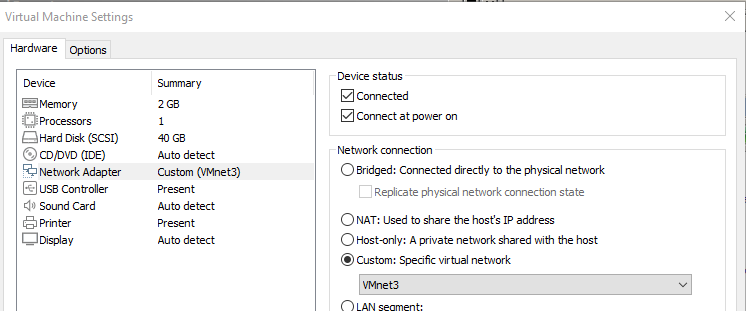 Virtual Machine Settings
Hardware Options
Device Summary
Memory 2 GB
Processors 1
Hard Disk (SCSI) 40 GB
CD/DVD (IDE) Auto detect
Network Adapter Custom (VMnet3)
USB Controller Present
Sound Card Auto detect
Printer Present
Display Auto detect
Device status
Connected
Connect at power on
Network connection
Bridged: Connected directly to the physical network
Replicate physical network connection state
NAT: Used to share the host's IP address
Host-only: A private network shared with the host
Custom: Specific virtual network
VMnet3
LAN segment: